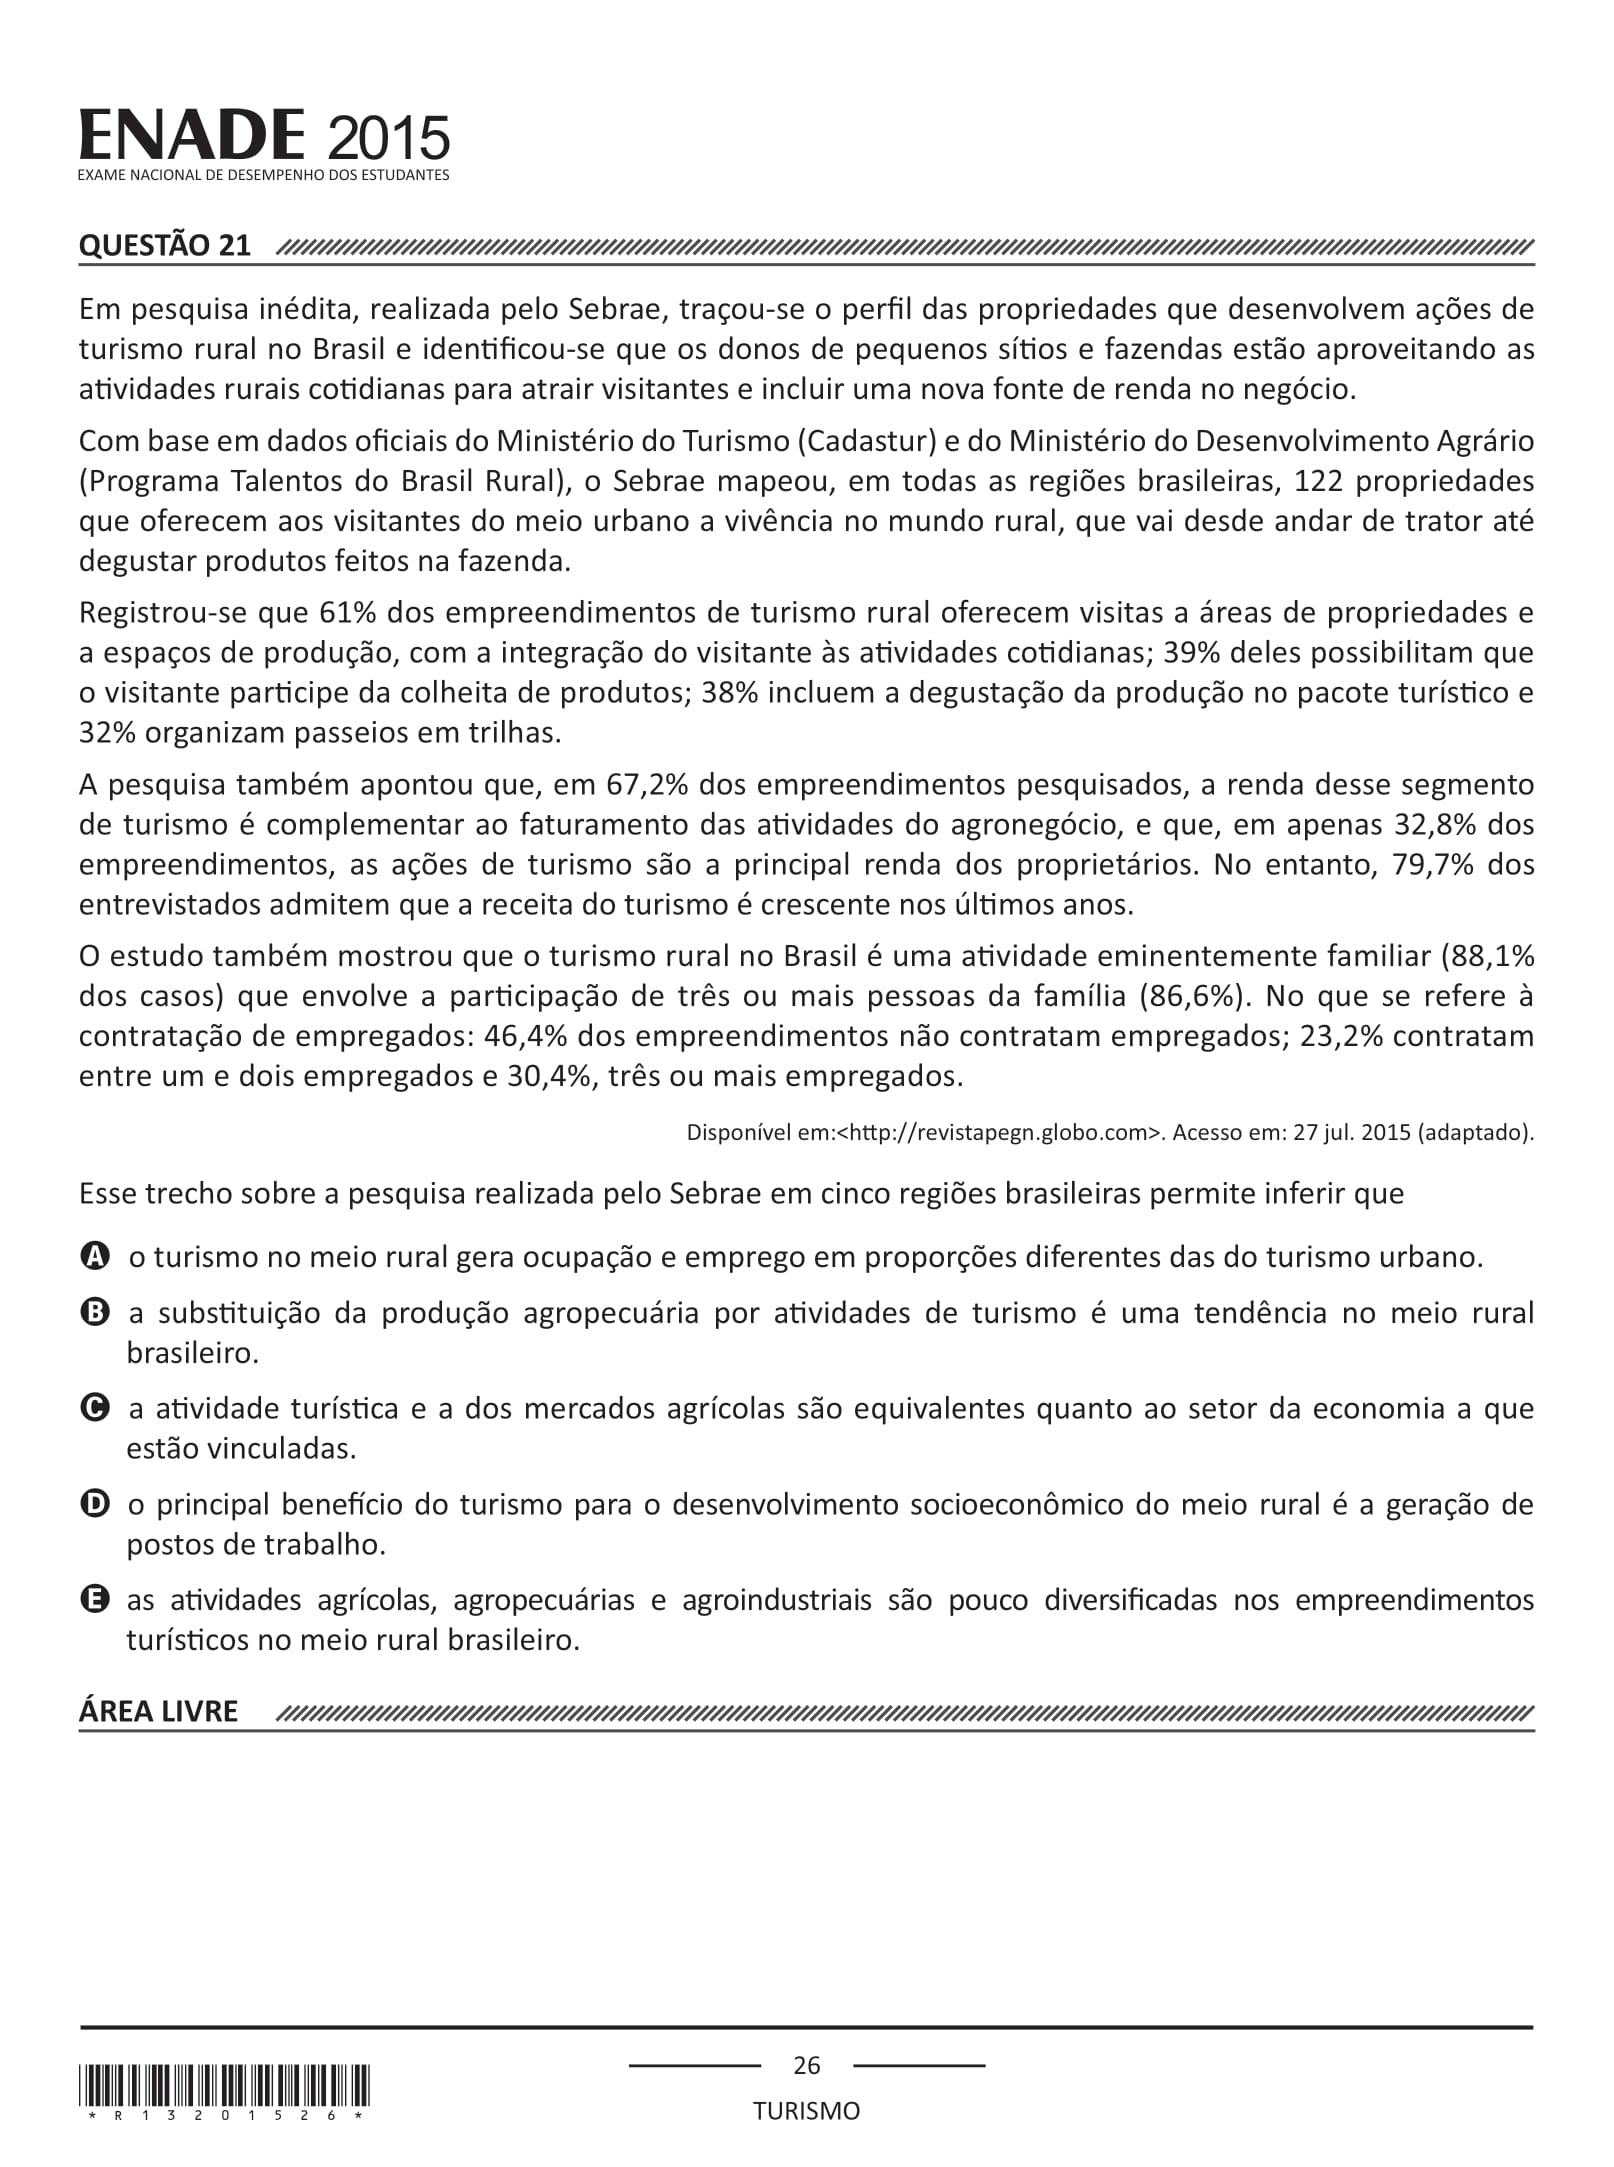 ENADE 2015
EXAME NACIONAL DE DESEMPENHO DOS ESTUDANTES
QUESTÃO 21
Em pesquisa inédita, realizada pelo Sebrae, traçou-se o perfil das propriedades que desenvolvem ações de
turismo rural no Brasil e identificou-se que os donos de pequenos sítios e fazendas estão aproveitando as
atividades rurais cotidianas para atrair visitantes e incluir uma nova fonte de renda no negócio.
Com base em dados oficiais do Ministério do Turismo (Cadastur) e do Ministério do Desenvolvimento Agrário
(Programa Talentos do Brasil Rural), o Sebrae mapeou, em todas as regiões brasileiras, 122 propriedades
que oferecem aos visitantes do meio urbano a vivência no mundo rural, que vai desde andar de trator até
degustar produtos feitos na fazenda.
Registrou-se que 61% dos empreendimentos de turismo rural oferecem visitas a áreas de propriedades e
a espaços de produção, com a integração do visitante às atividades cotidianas; 39% deles possibilitam que
o visitante participe da colheita de produtos; 38% incluem a degustação da produção no pacote turístico e
32% organizam passeios em trilhas.
A pesquisa também apontou que, em 67,2% dos empreendimentos pesquisados, a renda desse segmento
de turismo é complementar ao faturamento das atividades do agronegócio, e que, em apenas 32,8% dos
empreendimentos, as ações de turismo são a principal renda dos proprietários. No entanto, 79,7% dos
entrevistados admitem que a receita do turismo é crescente nos últimos anos.
O estudo também mostrou que o turismo rural no Brasil é uma atividade eminentemente familiar (88,1%
dos casos) que envolve a participação de três ou mais pessoas da família (86,6%). No que se refere à
contratação de empregados: 46,4% dos empreendimentos não contratam empregados; 23,2% contratam
entre um e dois empregados e 30,4%, três ou mais empregados.
Disponível em:<http://revistapegn.globo.com>. Acesso em: 27 jul. 2015 (adaptado).
Esse trecho sobre a pesquisa realizada pelo Sebrae em cinco regiões brasileiras permite inferir que
A o turismo no meio rural gera ocupação e emprego em proporções diferentes das do turismo urbano.
B a substituição da produção agropecuária por atividades de turismo é uma tendência no meio rural
brasileiro.
C a atividade turística e a dos mercados agrícolas são equivalentes quanto ao setor da economia a que
estão vinculadas.
D o principal benefício do turismo para o desenvolvimento socioeconômico do meio rural é a geração de
postos de trabalho.
E as atividades agrícolas, agropecuárias e agroindustriais são pouco diversificadas nos empreendimentos
turísticos no meio rural brasileiro.
ÁREA LIVRE
26
*R13201526*
TURISMO